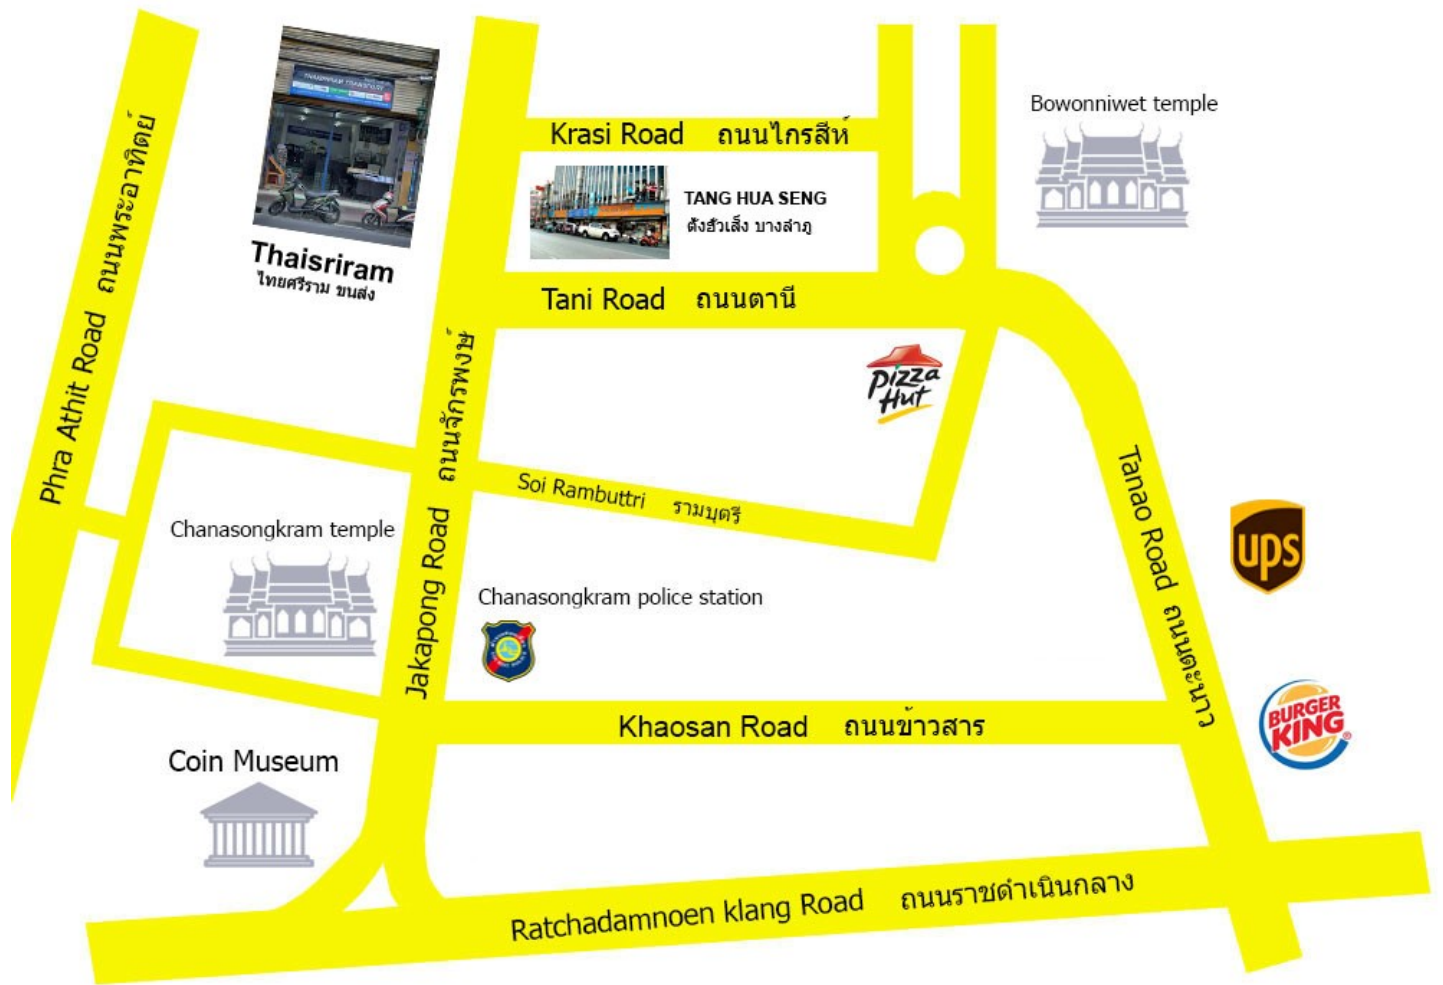 Phra Athit Road ถนนพระอาทิตย์
THAISRIRAM TRANSPORT
Thaisriram
ไทยศรีราม ขนส่ง
Krasi Road ถนนไกรสีห์
TANG HUA SENG
ตั้งฮั่วเส็ง บางลำภู
Bowonniwet temple
Tani Road ถนนตานี
Jakapong Road ถนนจักรพงษ์
Pizza
Hut
Soi Rambuttri รามบุตรี
Tanao Road ถนนตะนาว
ups
Chanasongkram temple
Chanasongkram police station
BURGER
KING
®
Khaosan Road ถนนข้าวสาร
Coin Museum
Ratchadamnoen klang Road ถนนราชดำเนินกลาง